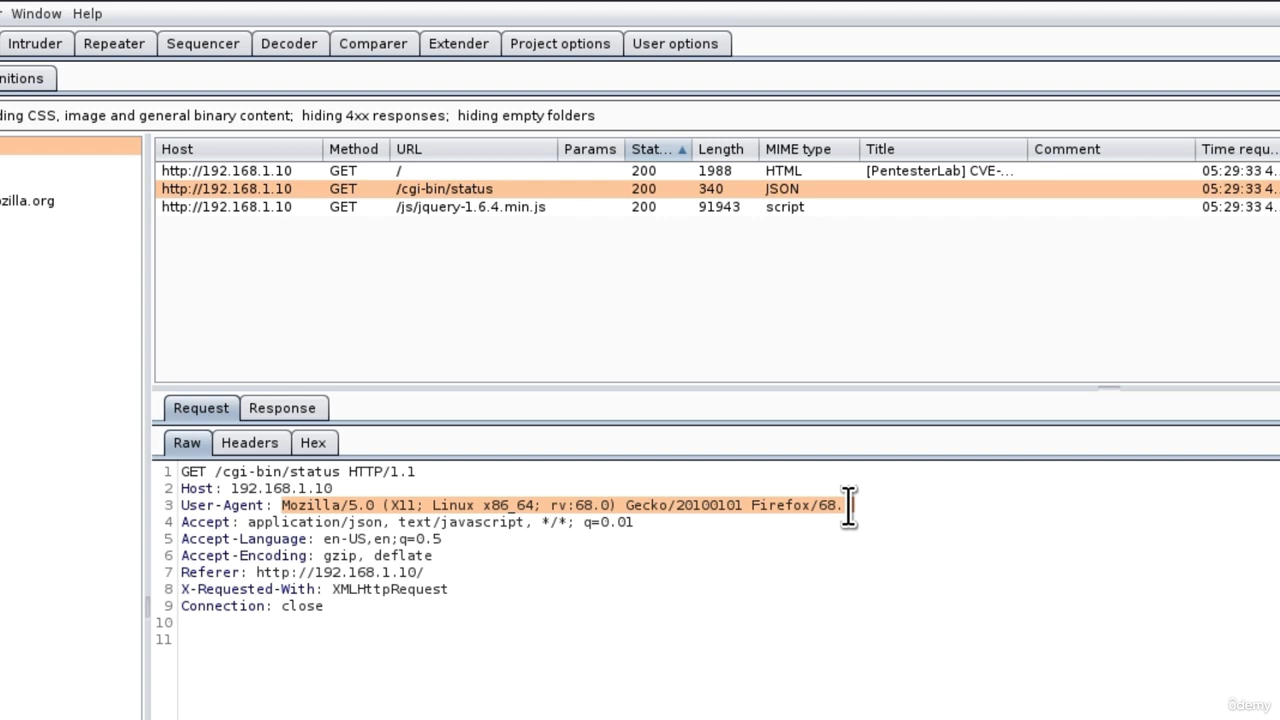 Window Help
Intruder Repeater Sequencer Decoder Comparer Extender Project options User options
nitions
ding CSS, image and general binary content; hiding 4xx responses; hiding empty folders
Host Method URL Params Stat... Length MIME type Title Comment Time requ...
http://192.168.1.10 GET / 200 1988 HTML [PentesterLab] CVE-... 05:29:33 4.
http://192.168.1.10 GET /cgi-bin/status 200 340 JSON 05:29:33 4.
zilla.org
http://192.168.1.10 GET /js/jquery-1.6.4.min.js 200 91943 script 05:29:33 4.
Request Response
Raw Headers Hex
1 GET /cgi-bin/status HTTP/1.1
2 Host: 192.168.1.10
3 User-Agent: Mozilla/5.0 (X11; Linux x86_64; rv:68.0) Gecko/20100101 Firefox/68.
4 Accept: application/json, text/javascript, */*; q=0.01
5 Accept-Language: en-US,en;q=0.5
6 Accept-Encoding: gzip, deflate
7 Referer: http://192.168.1.10/
8 X-Requested-With: XMLHttpRequest
9 Connection: close
10
11
ûdemy